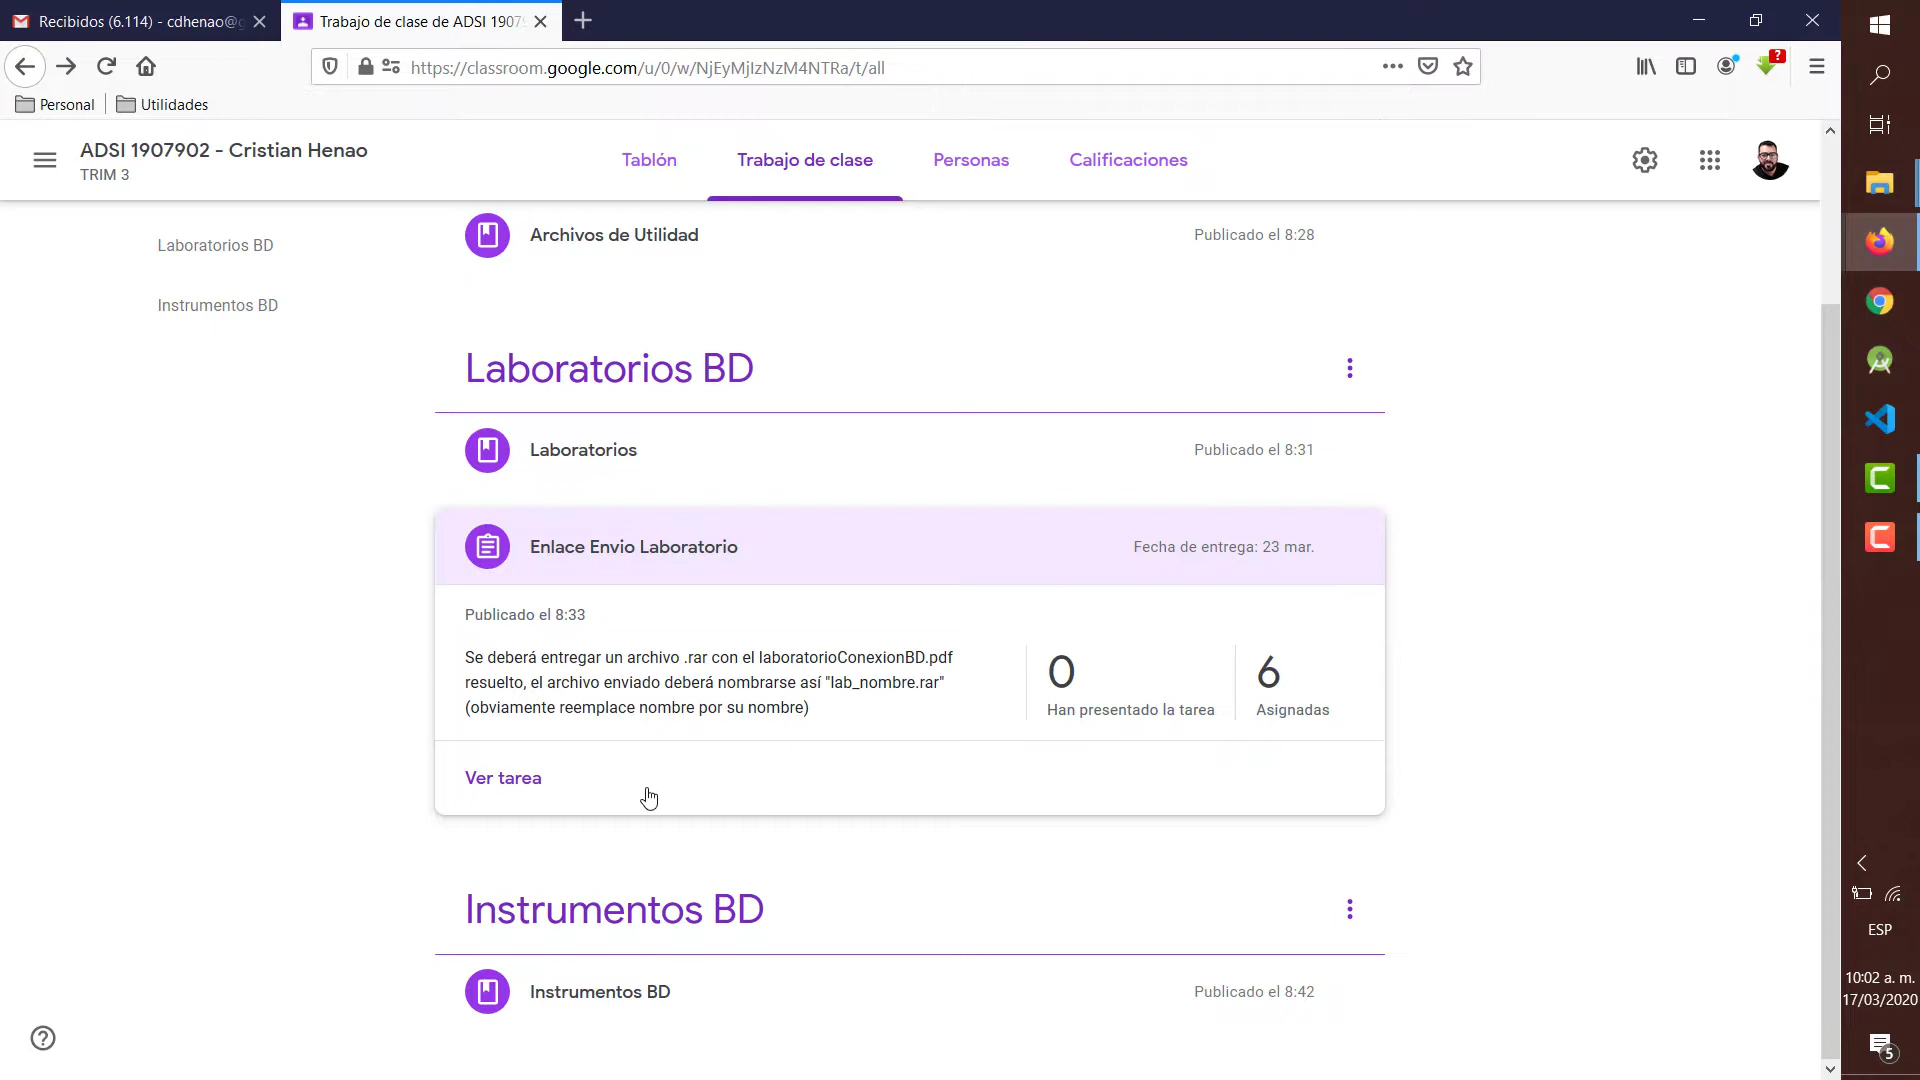 Recibidos (6.114) - cdhenao@
Trabajo de clase de ADSI 1907
https://classroom.google.com/u/0/w/NjEyMjIzNzM4NTRa/t/all
Personal
Utilidades
ADSI 1907902 - Cristian Henao
TRIM 3
Tablón
Trabajo de clase
Personas
Calificaciones
Laboratorios BD
Instrumentos BD
Archivos de Utilidad
Publicado el 8:28
Laboratorios BD
Laboratorios
Publicado el 8:31
Enlace Envio Laboratorio
Fecha de entrega: 23 mar.
Publicado el 8:33
Se deberá entregar un archivo .rar con el laboratorioConexionBD.pdf
resuelto, el archivo enviado deberá nombrarse así "lab_nombre.rar"
(obviamente reemplace nombre por su nombre)
0
Han presentado la tarea
6
Asignadas
Ver tarea
Instrumentos BD
Instrumentos BD
Publicado el 8:42
ESP
10:02 a. m.
17/03/2020
5